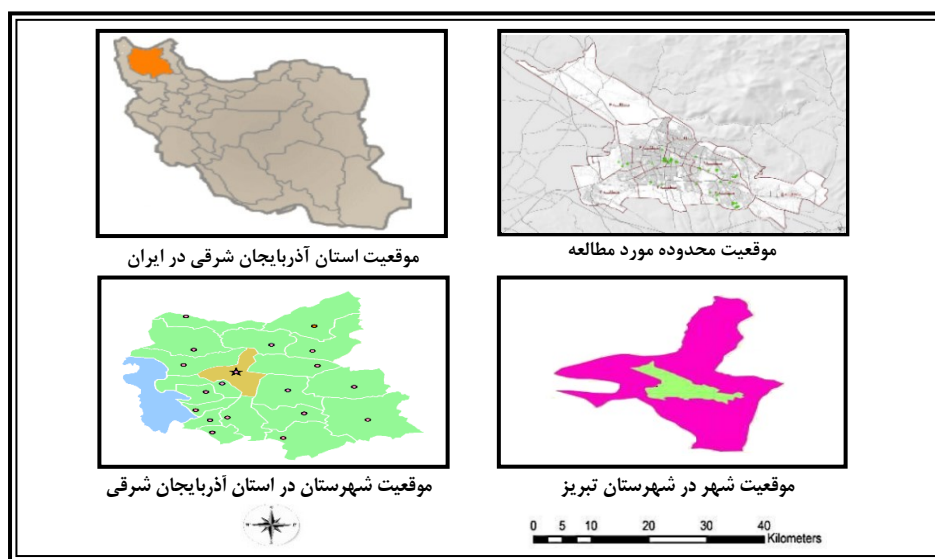 موقعیت استان آذربایجان شرقی در ایران
موقعیت محدوده مورد مطالعه
موقعیت شهرستان در استان آذربایجان شرقی
موقعیت شهر در شهرستان تبریز
N
W
E
S
0 5 10 20 30 40
Kilometers